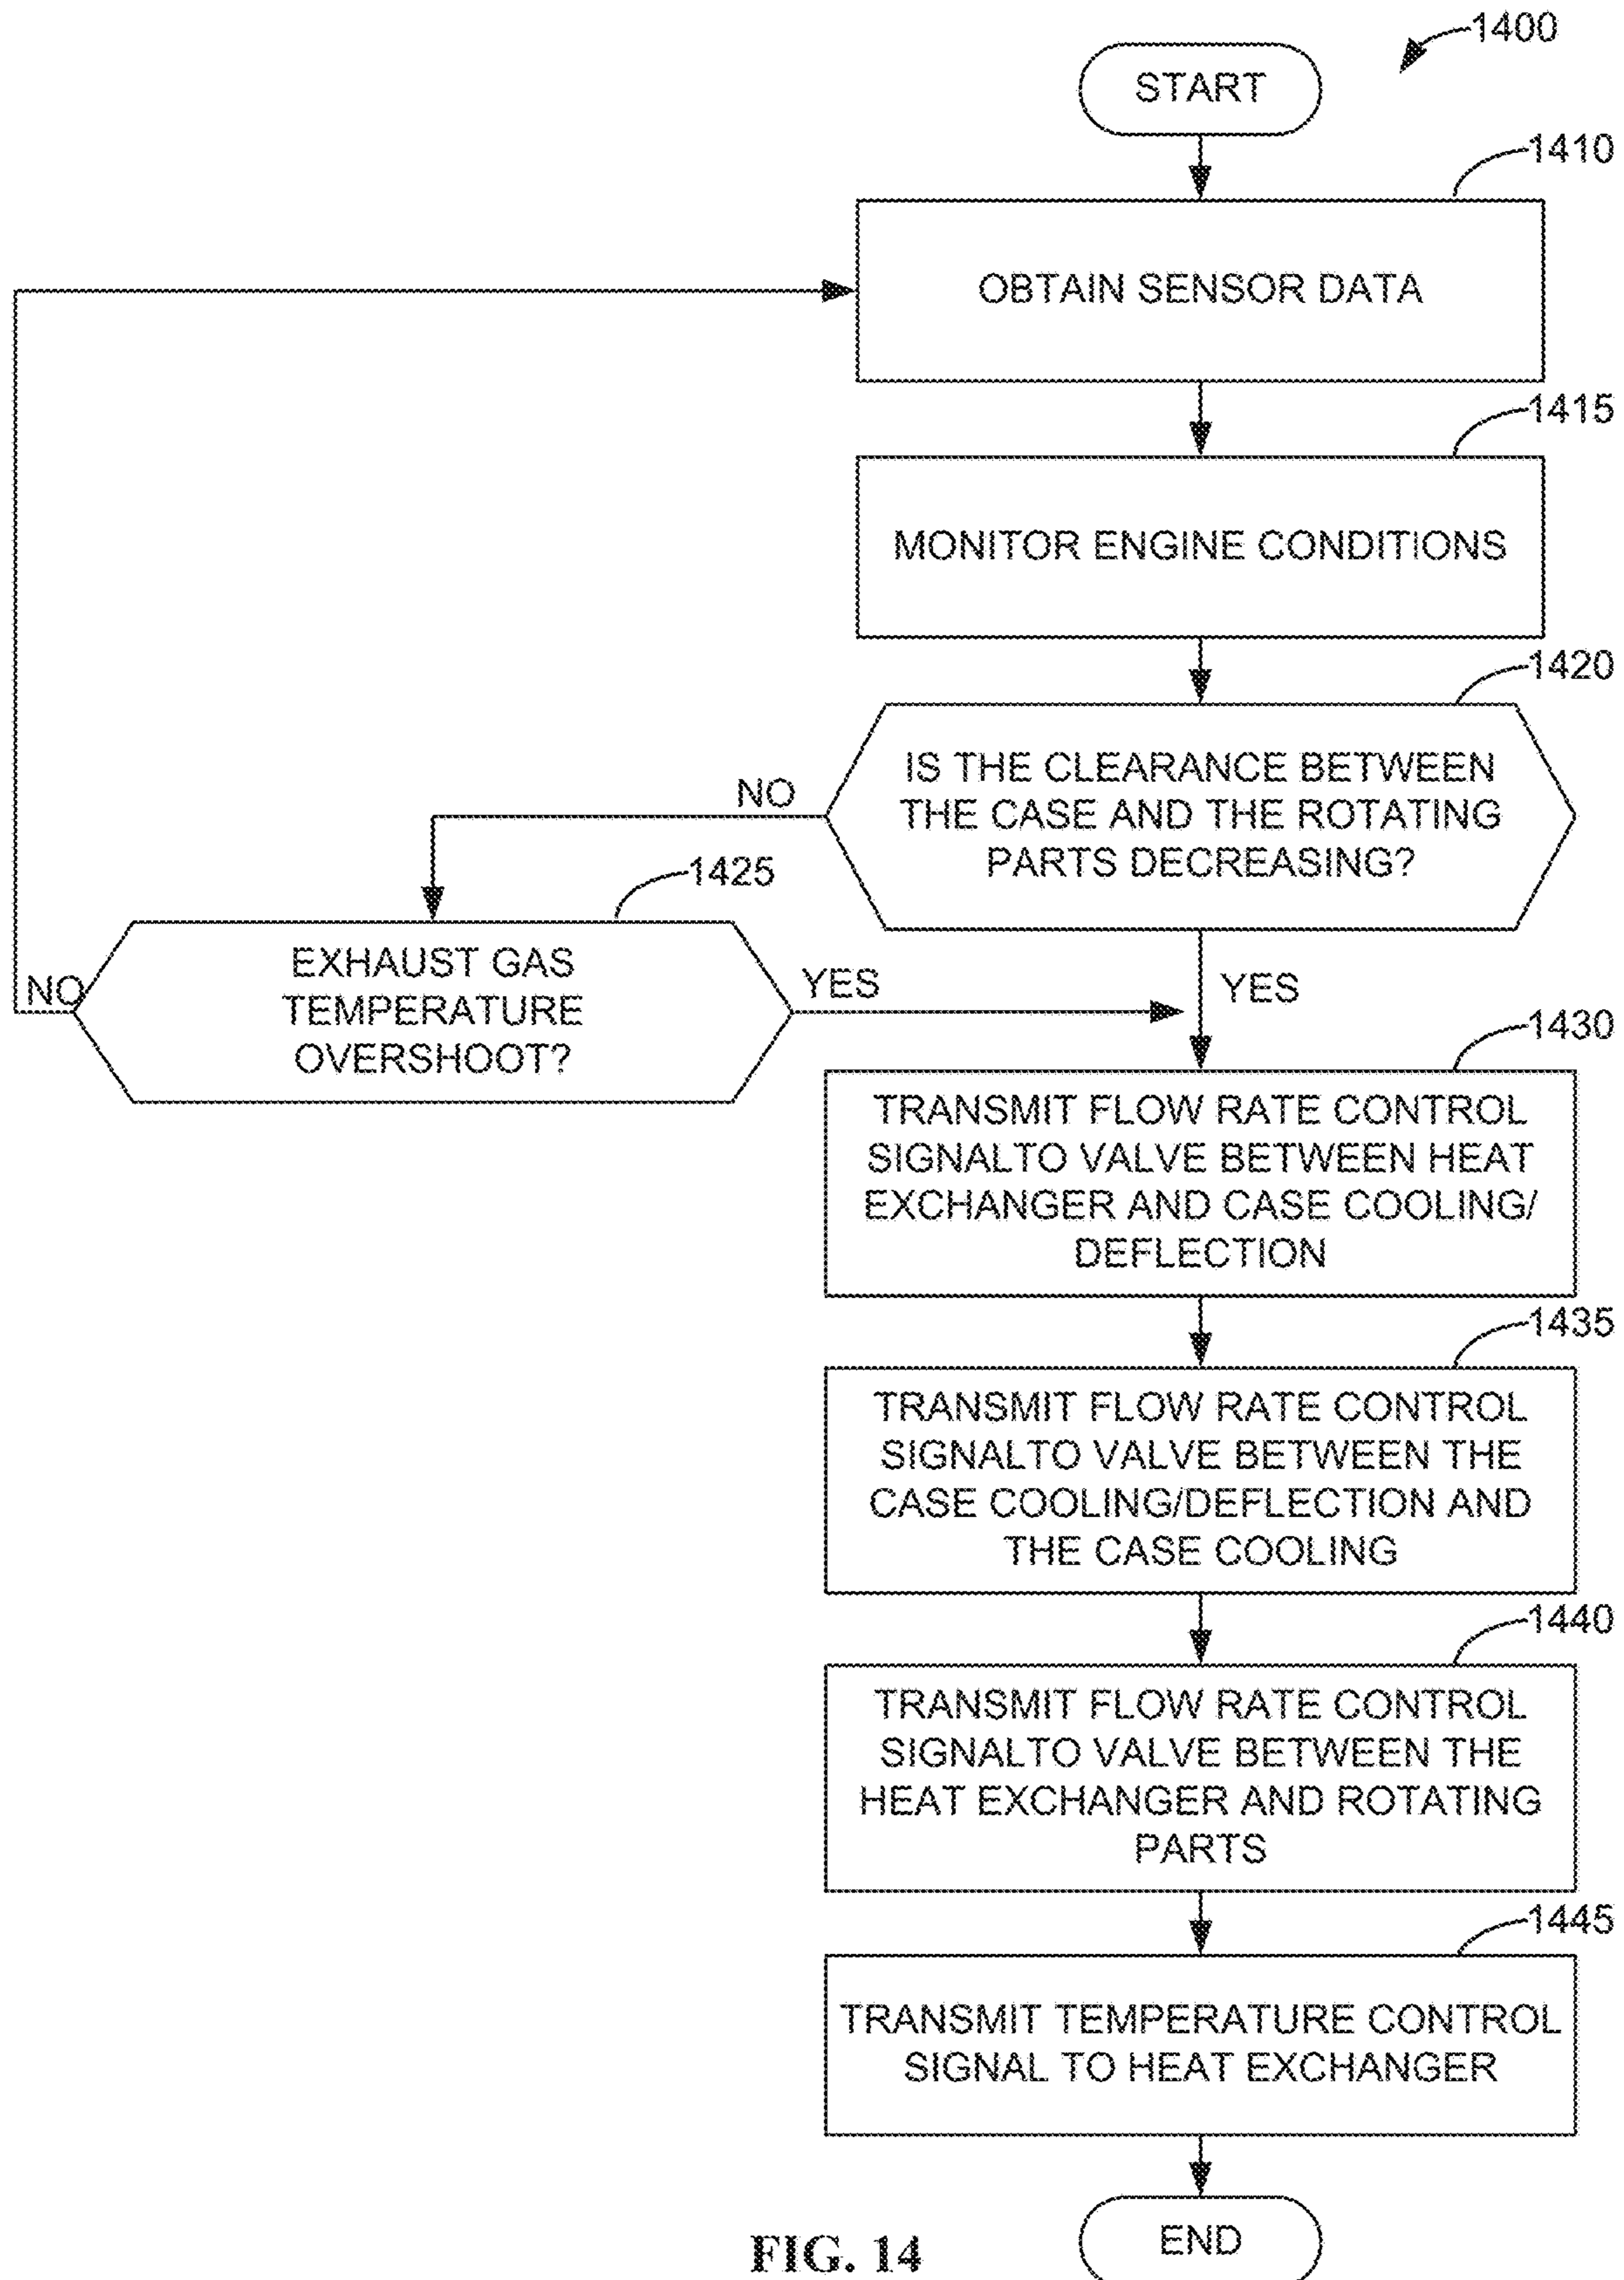 1400
START
1410
OBTAIN SENSOR DATA
1415
MONITOR ENGINE CONDITIONS
1420
IS THE CLEARANCE BETWEEN
THE CASE AND THE ROTATING
PARTS DECREASING?
NO
1425
EXHAUST GAS
TEMPERATURE
OVERSHOOT?
NO
YES
YES
1430
TRANSMIT FLOW RATE CONTROL
SIGNALTO VALVE BETWEEN HEAT
EXCHANGER AND CASE COOLING/
DEFLECTION
1435
TRANSMIT FLOW RATE CONTROL
SIGNALTO VALVE BETWEEN THE
CASE COOLING/DEFLECTION AND
THE CASE COOLING
1440
TRANSMIT FLOW RATE CONTROL
SIGNALTO VALVE BETWEEN THE
HEAT EXCHANGER AND ROTATING
PARTS
1445
TRANSMIT TEMPERATURE CONTROL
SIGNAL TO HEAT EXCHANGER
END
FIG. 14